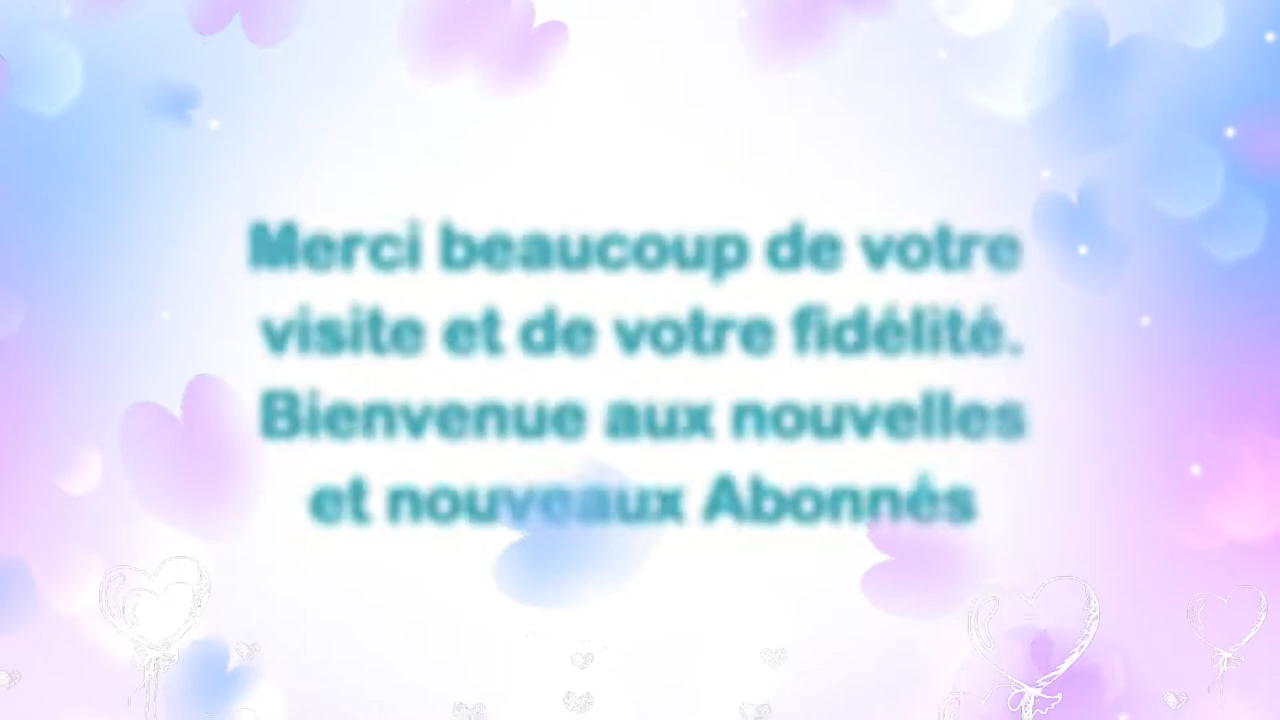 Merci beaucoup de votre
visite et de votre fidélité.
Bienvenue aux nouvelles
et nouveaux Abonnés